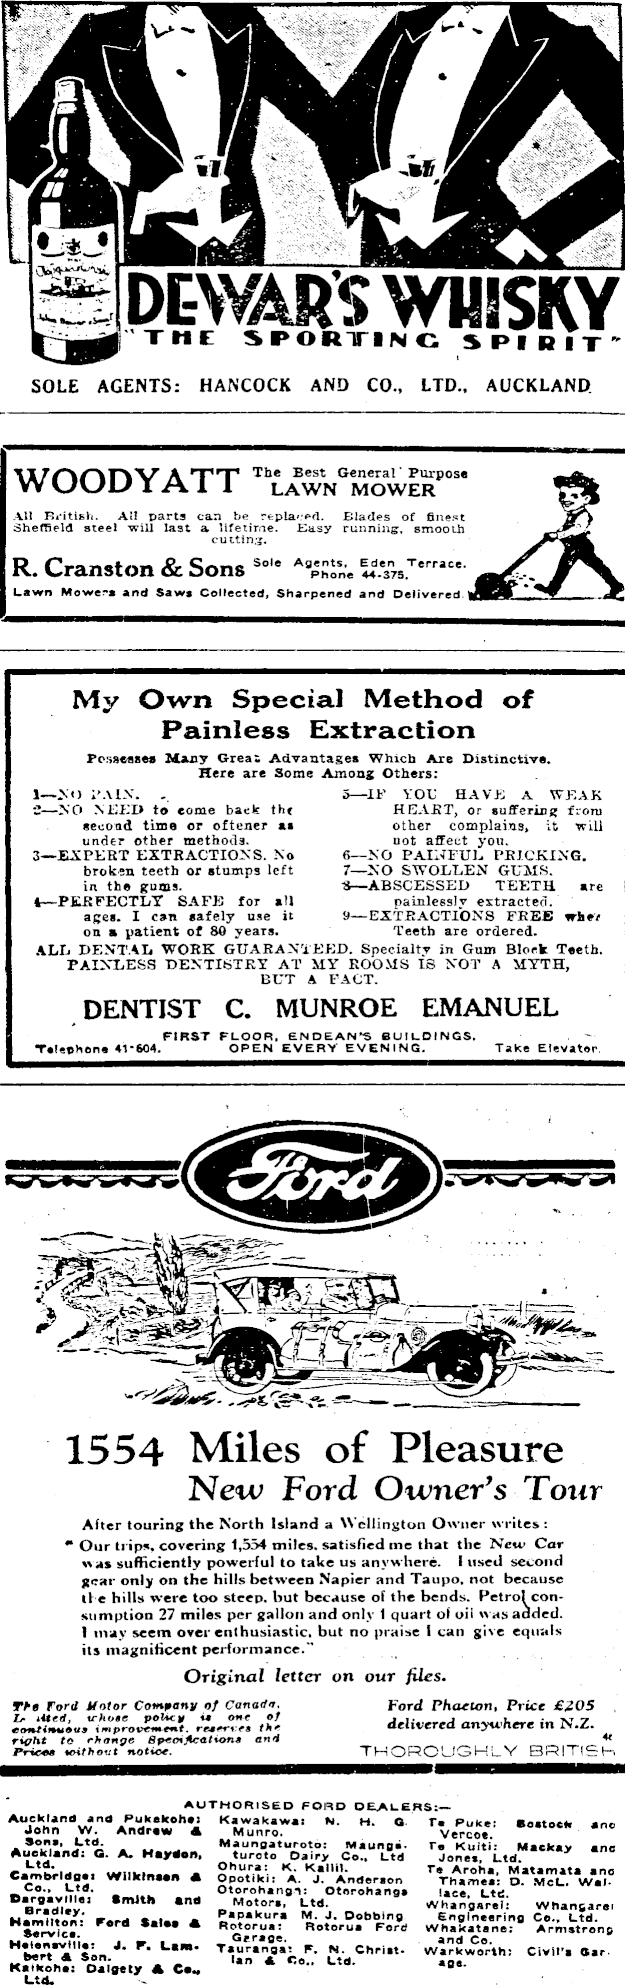 DEWAR'S WHISKY
"THE SPORTING SPIRIT"
SOLE AGENTS: HANCOCK AND CO., LTD., AUCKLAND.
WOODYATT The Best General Purpose
LAWN MOWER
All British. All parts can be replaced. Blades of finest
Sheffield steel will last a lifetime. Easy running, smooth
cutting.
R. Cranston & Sons Sole Agents, Eden Terrace.
Phone 44-375.
Lawn Mowers and Saws Collected, Sharpened and Delivered.
My Own Special Method of
Painless Extraction
Possesses Many Great Advantages Which Are Distinctive.
Here are Some Among Others:
1—NO PAIN.
2—NO NEED to come back the
second time or oftener as
under other methods.
3—EXPERT EXTRACTIONS. No
broken teeth or stumps left
in the gums.
4—PERFECTLY SAFE for all
ages. I can safely use it
on a patient of 80 years.
5—IF YOU HAVE A WEAK
HEART, or suffering from
other complains, it will
not affect you.
6—NO PAINFUL PRICKING.
7—NO SWOLLEN GUMS.
8—ABSCESSED TEETH are
painlessly extracted.
9—EXTRACTIONS FREE when
Teeth are ordered.
ALL DENTAL WORK GUARANTEED. Specialty in Gum Block Teeth.
PAINLESS DENTISTRY AT MY ROOMS IS NOT A MYTH,
BUT A FACT.
DENTIST C. MUNROE EMANUEL
FIRST FLOOR, ENDEAN'S BUILDINGS.
Telephone 41-604. OPEN EVERY EVENING. Take Elevator.
The Ford
1554 Miles of Pleasure
New Ford Owner's Tour
After touring the North Island a Wellington Owner writes:
"Our trips, covering 1,554 miles, satisfied me that the New Car
was sufficiently powerful to take us anywhere. I used second
gear only on the hills between Napier and Taupo, not because
the hills were too steep, but because of the bends. Petrol con-
sumption 27 miles per gallon and only 1 quart of oil was added.
I may seem over enthusiastic, but no praise I can give equals
its magnificent performance."
Original letter on our files.
The Ford Motor Company of Canada,
Limited, whose policy is one of
continuous improvement, reserves the
right to change Specifications and
Prices without notice.
Ford Phaeton, Price £205
delivered anywhere in N.Z.
THOROUGHLY BRITISH
AUTHORISED FORD DEALERS:—
Auckland and Pukekohe:
John W. Andrew &
Sons, Ltd.
Auckland: G. A. Haydon,
Ltd.
Cambridge: Wilkinson &
Co., Ltd.
Dargaville: Smith and
Bradley.
Hamilton: Ford Sales &
Service.
Helensville: J. F. Lam-
bert & Son.
Kaikohe: Dalgety & Co.,
Ltd.
Kawakawa: N. H. G.
Munro.
Maungaturoto: Maunga-
turoto Dairy Co., Ltd
Ohura: K. Kallil.
Opotiki: A. J. Anderson
Otorohanga: Otorohanga
Motors, Ltd.
Papakura M. J. Dobbing
Rotorua: Rotorua Ford
Garage.
Tauranga: F. N. Christ-
ian & Co., Ltd.
Te Puke: Bostock and
Vercoe.
Te Kuiti: Mackay and
Jones, Ltd.
Te Aroha, Matamata and
Thames: D. McL. Wal-
lace, Ltd.
Whangarei: Whangarei
Engineering Co., Ltd.
Whakatane: Armstrong
and Co.
Warkworth: Civil's Gar-
age.